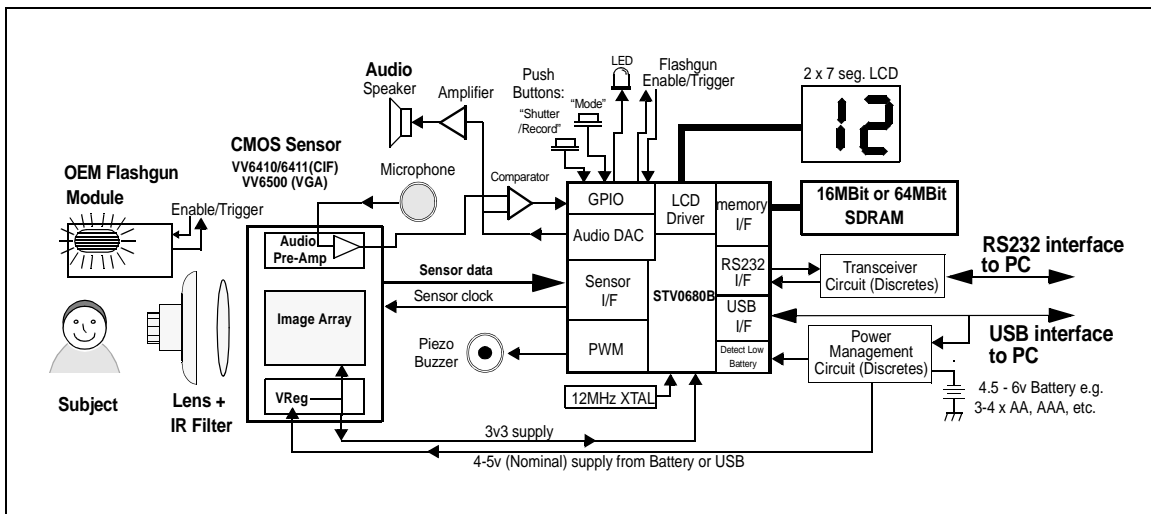 OEM Flashgun
Module
Enable/Trigger
Subject
Lens +
IR Filter
CMOS Sensor
VV6410/6411(CIF)
VV6500 (VGA)
Audio
Pre-Amp
Image Array
VReg
Audio
Speaker
Amplifier
Microphone
Comparator
Push
Buttons:
“Shutter
/Record”
“Mode”
LED
Flashgun
Enable/Trigger
2 x 7 seg. LCD
12
Sensor data
Sensor clock
Piezo
Buzzer
GPIO
Audio DAC
Sensor
I/F
PWM
LCD
Driver
STV0680B
memory
I/F
RS232
I/F
USB
I/F
Detect Low
Battery
12MHz XTAL
16MBit or 64MBit
SDRAM
Transceiver
Circuit (Discretes)
RS232 interface
to PC
USB interface
to PC
Power
Management
Circuit (Discretes)
4.5 - 6v Battery e.g.
3-4 x AA, AAA, etc.
3v3 supply
4-5v (Nominal) supply from Battery or USB